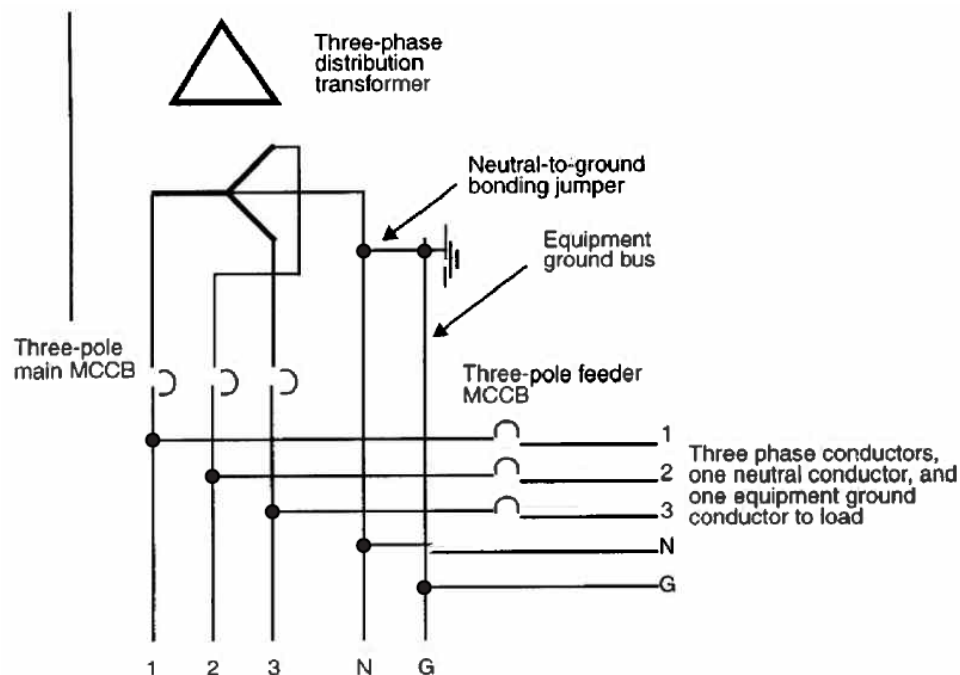 Three-phase
distribution
transformer
Neutral-to-ground
bonding jumper
Equipment
ground bus
Three-pole
main MCCB
Three-pole feeder
MCCB
1
2
3
N
G
Three phase conductors,
one neutral conductor, and
one equipment ground
conductor to load
1 2 3 N G